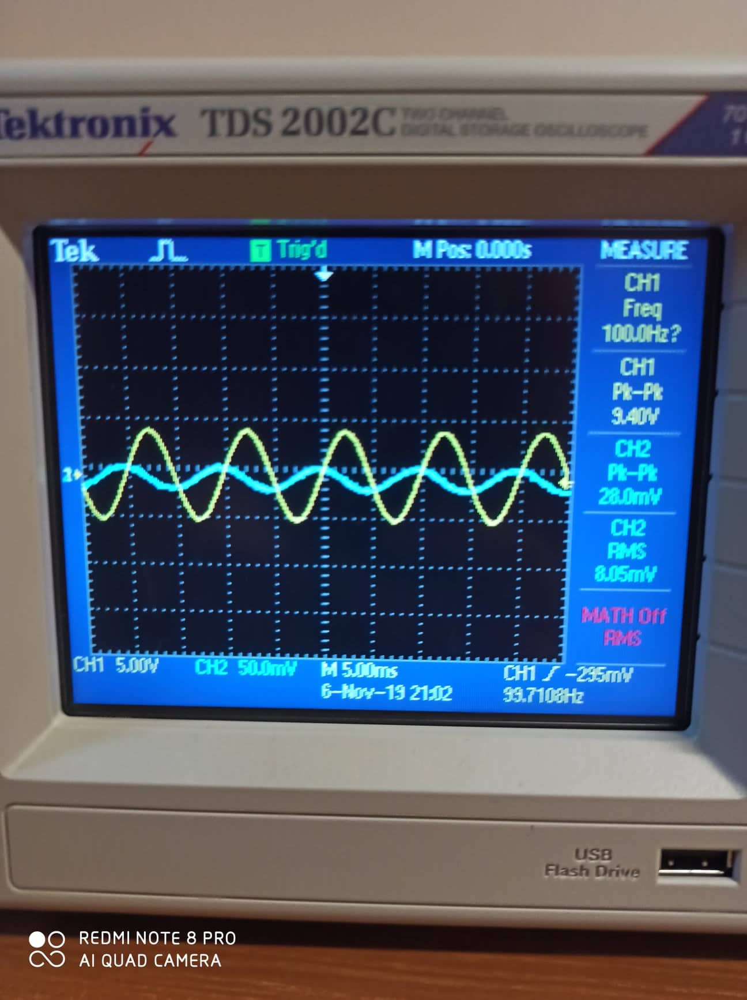 Tektronix TDS 2002C TWO CHANNEL
DIGITAL STORAGE OSCILLOSCOPE
70
Tek
T Trig'd
M Pos: 0.000s
MEASURE
CH1
Freq
100.0Hz?
CH1
Pk-Pk
9.40V
CH2
Pk-Pk
28.0mV
CH2
RMS
8.05mV
MATH Off
RMS
2
CH1 5.00V
CH2 50.0mV
M 5.00ms
CH1 -295mV
6-Nov-19 21:02
99.7108Hz
USB
Flash Drive
REDMI NOTE 8 PRO
AI QUAD CAMERA